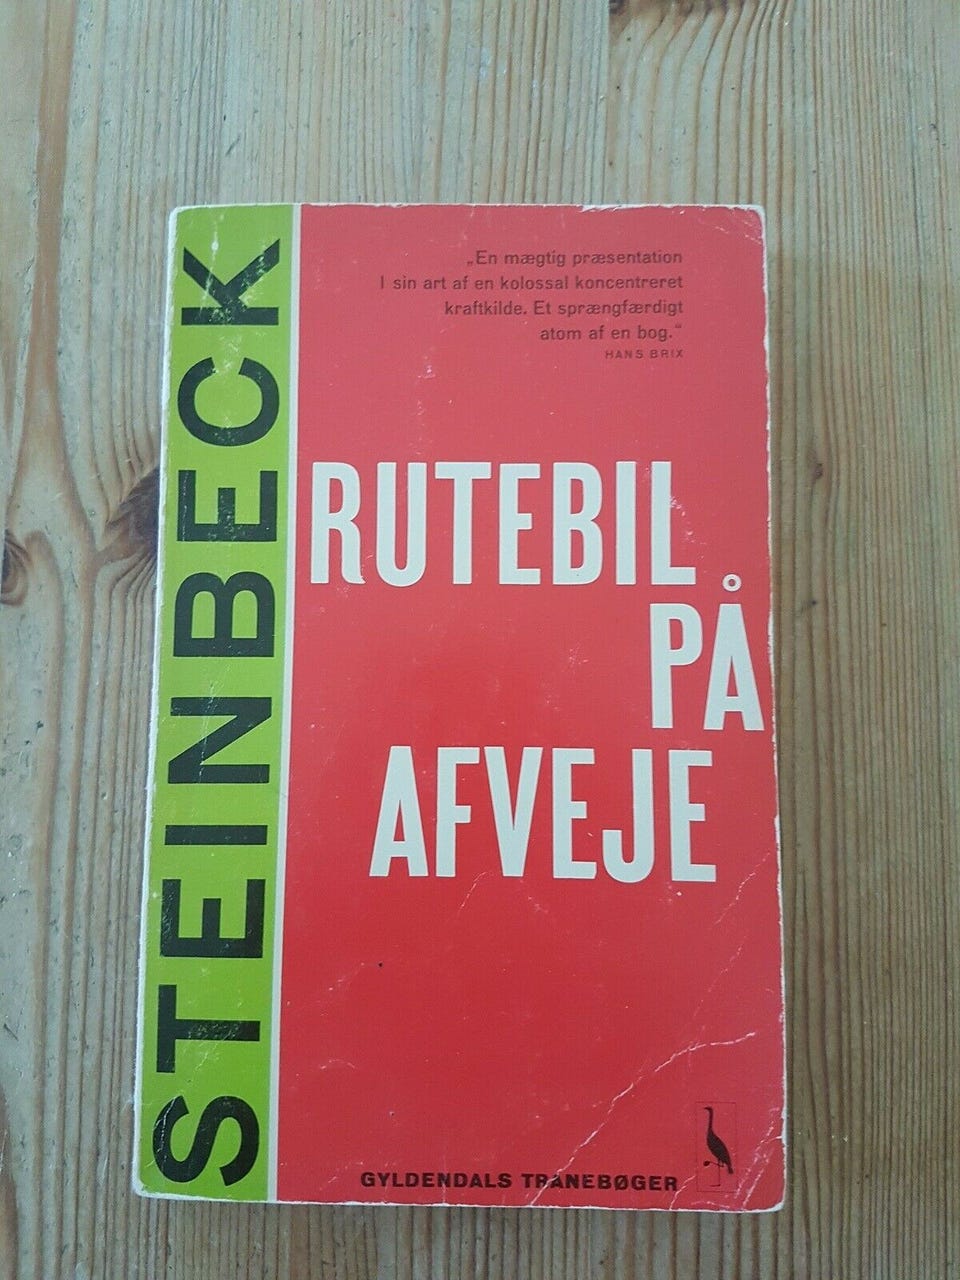 STEINBECK
„En mægtig præsentation
I sin art af en kolossal koncentreret
kraftkilde. Et sprængfærdigt
atom af en bog.“
HANS BRIX
RUTEBIL
PÅ
AFVEJE
GYLDENDALS TRANEBØGER